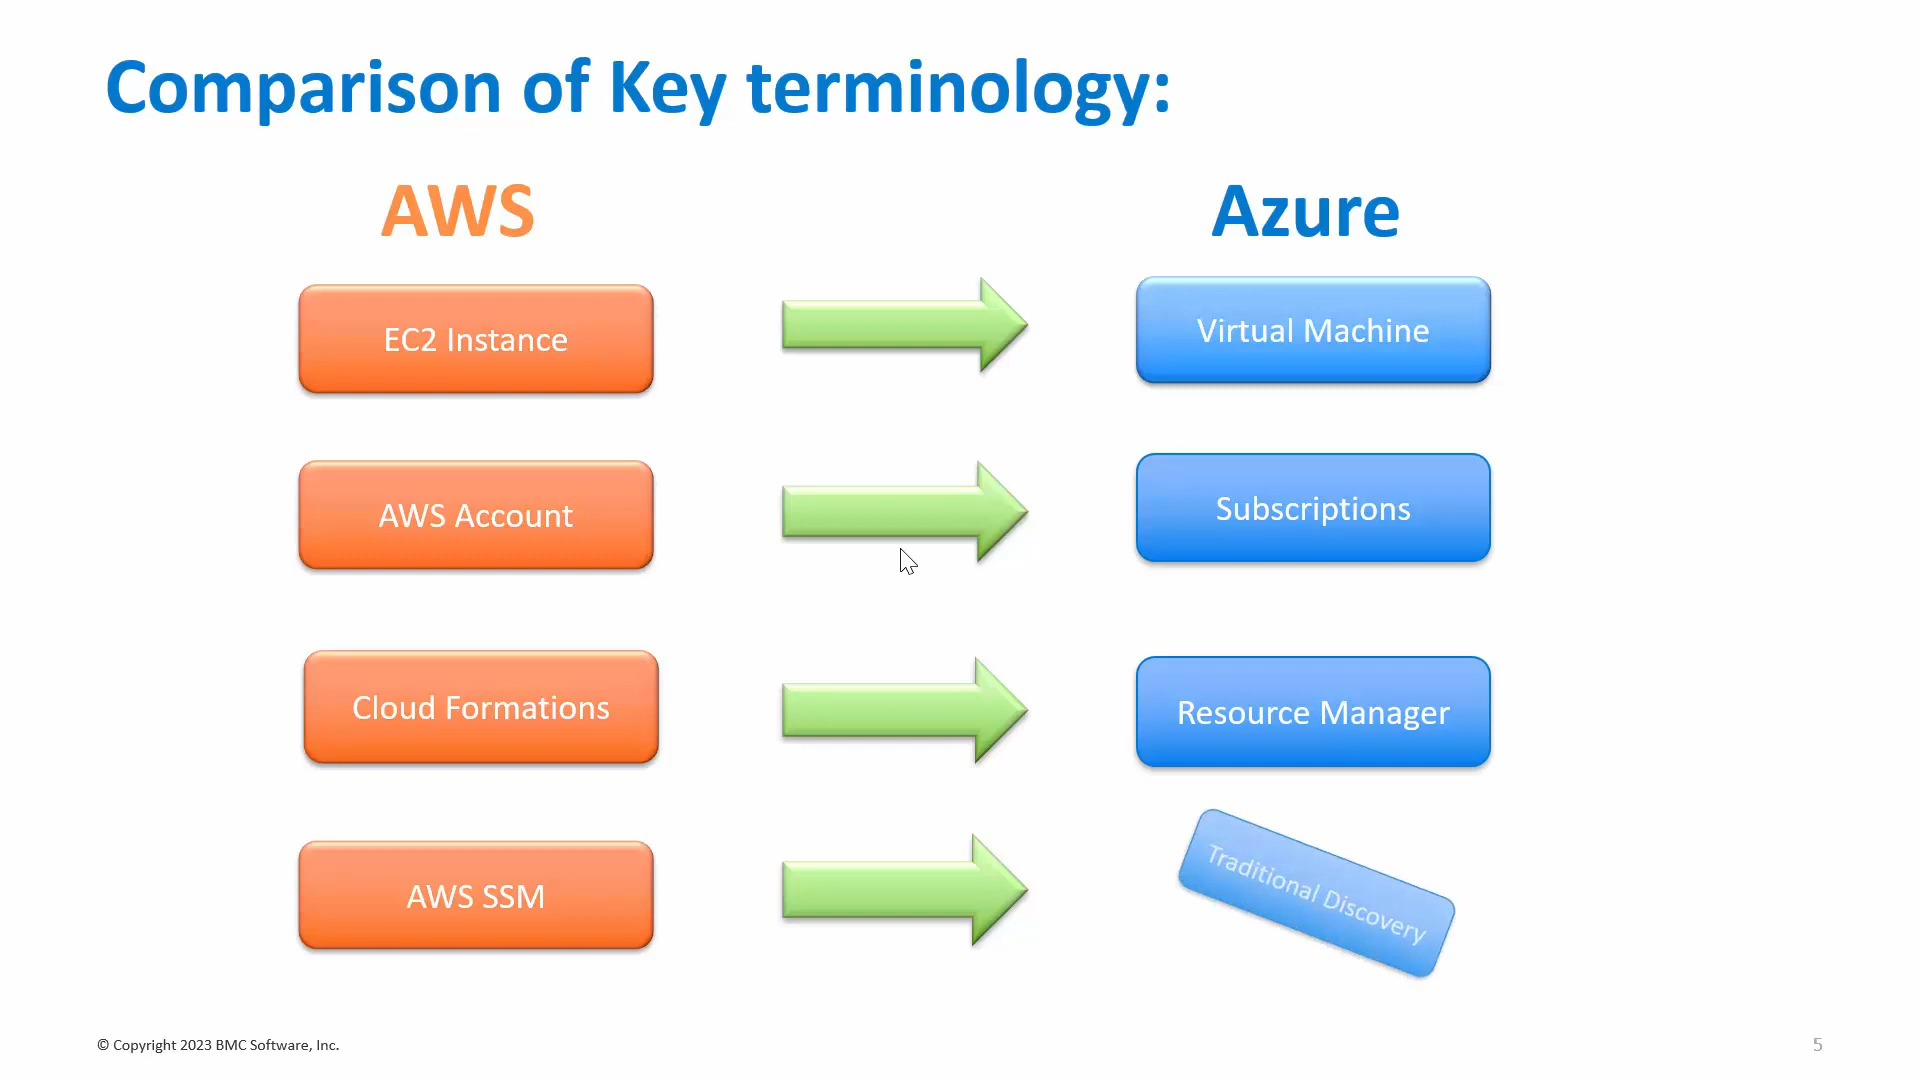 Comparison of Key terminology:
AWS
Azure
EC2 Instance
Virtual Machine
AWS Account
Subscriptions
Cloud Formations
Resource Manager
AWS SSM
Traditional Discovery
© Copyright 2023 BMC Software, Inc.
5